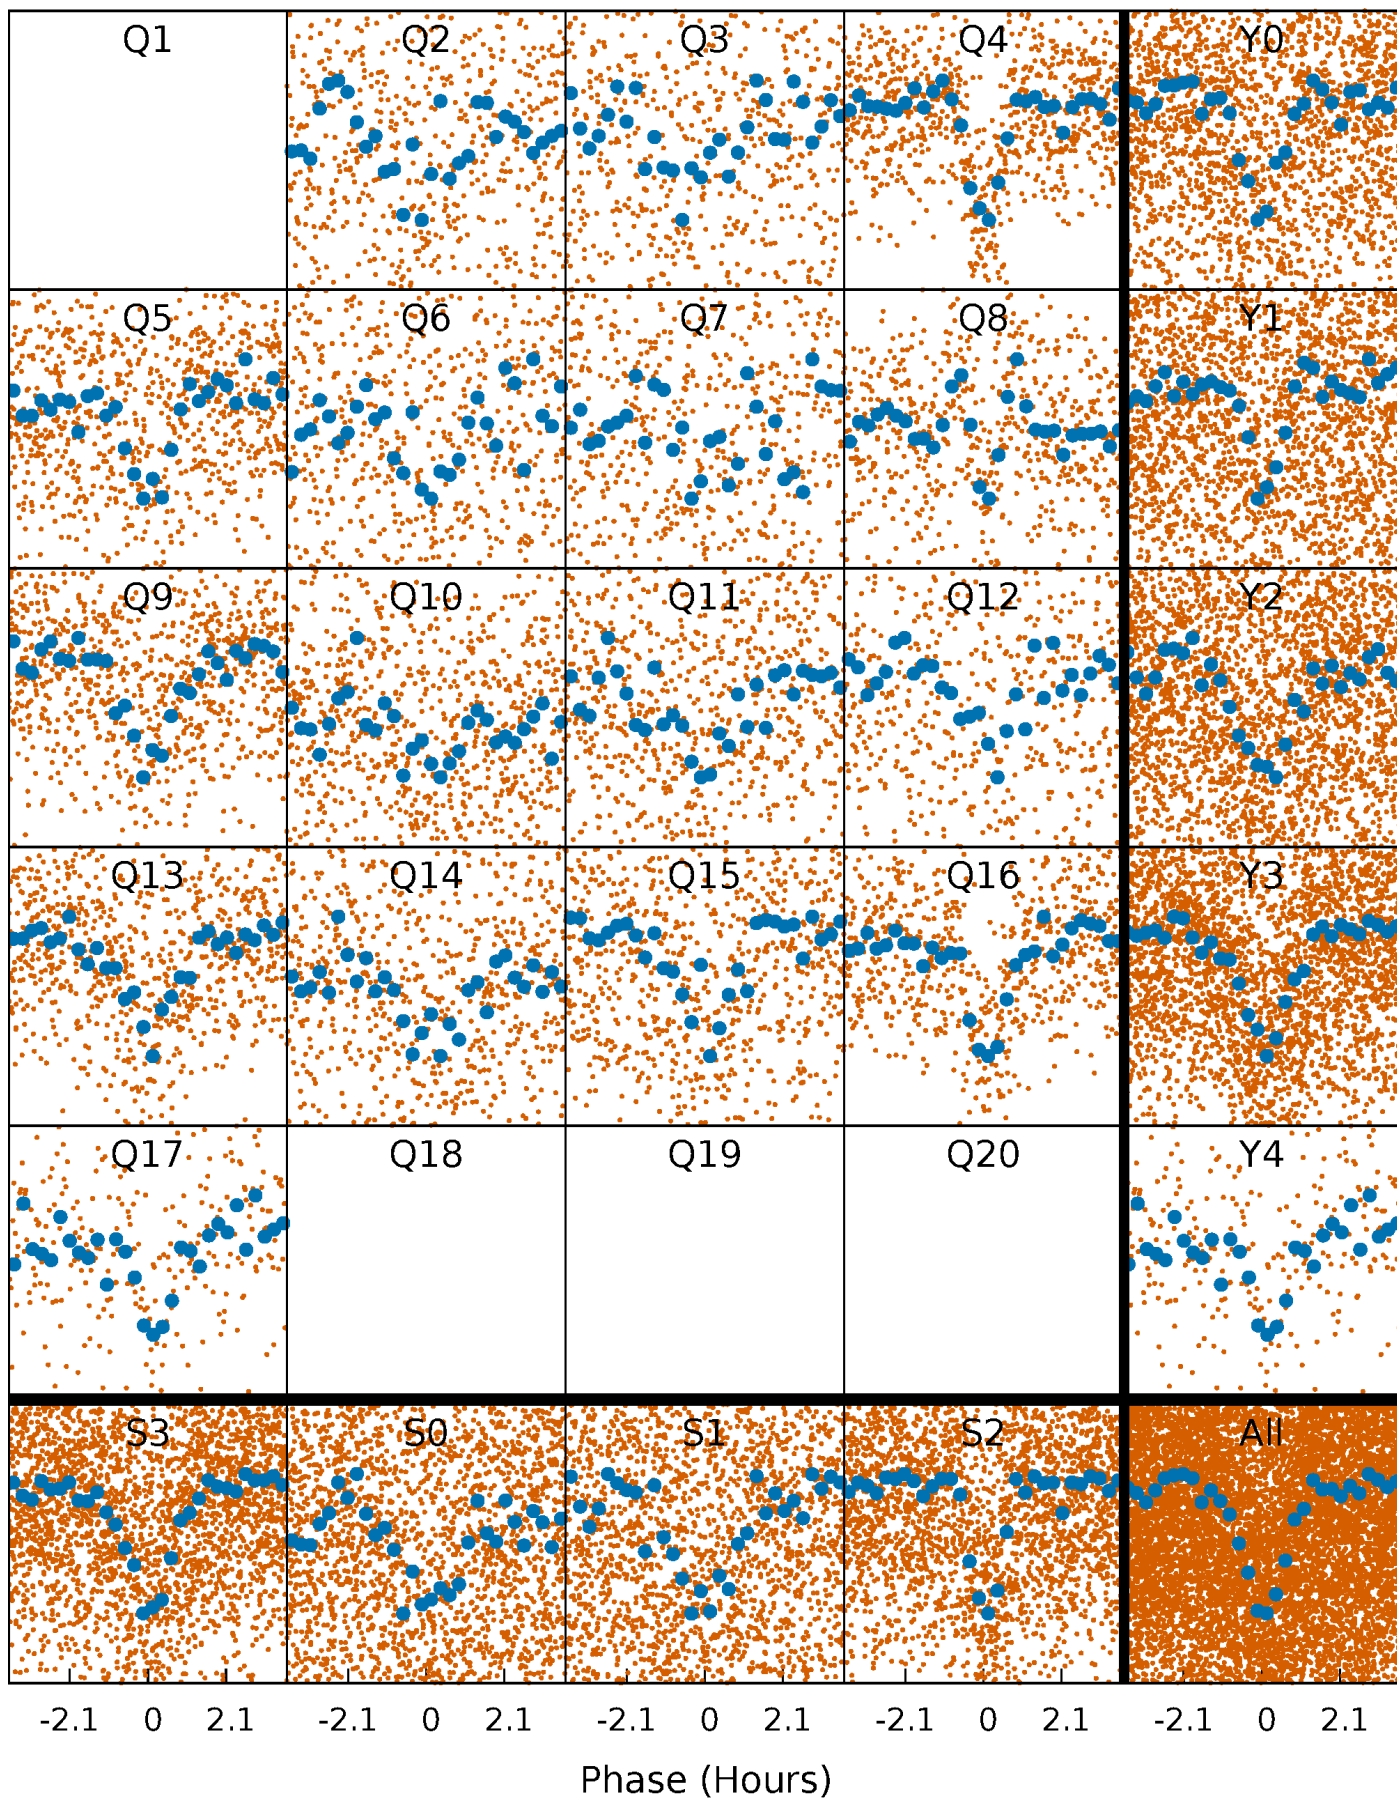 Q1 Q2 Q3 Q4 Y0
Q5 Q6 Q7 Q8 Y1
Q9 Q10 Q11 Q12 Y2
Q13 Q14 Q15 Q16 Y3
Q17 Q18 Q19 Q20 Y4
S3 S0 S1 S2 All
-2.1 0 2.1 -2.1 0 2.1 -2.1 0 2.1 -2.1 0 2.1 -2.1 0 2.1
Phase (Hours)